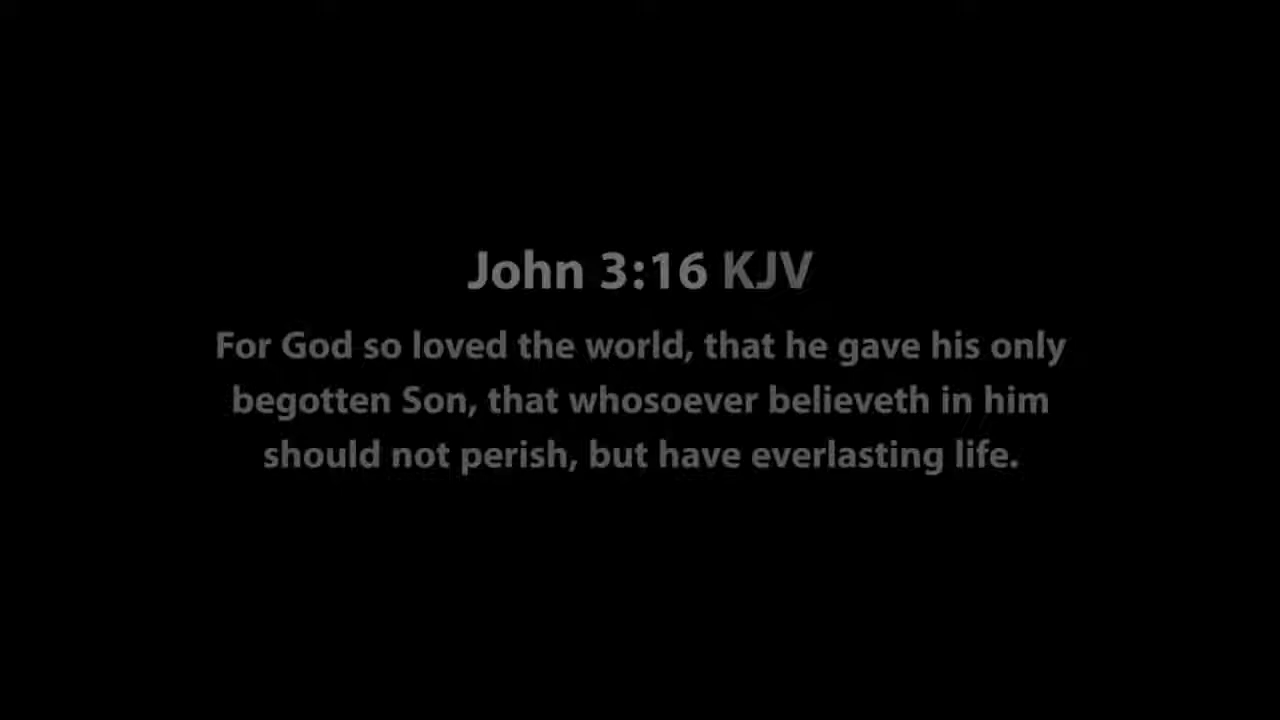 John 3:16 KJV
For God so loved the world, that he gave his only
begotten Son, that whosoever believeth in him
should not perish, but have everlasting life.